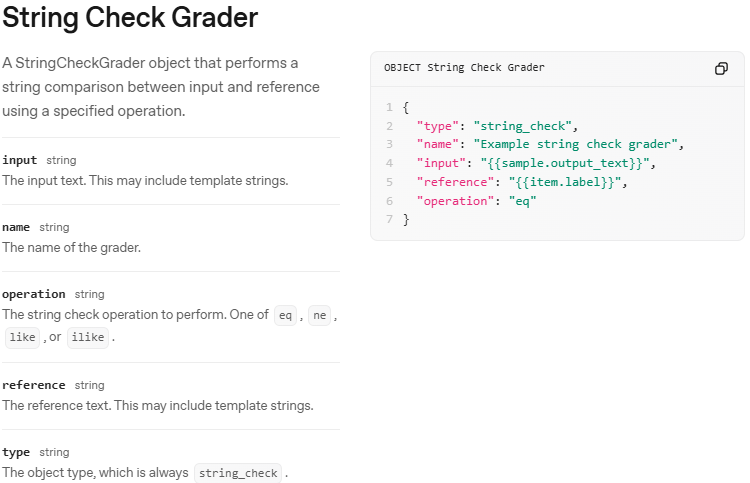 String Check Grader
A StringCheckGrader object that performs a
string comparison between input and reference
using a specified operation.
input string
The input text. This may include template strings.
name string
The name of the grader.
operation string
The string check operation to perform. One of eq , ne ,
like , or ilike .
reference string
The reference text. This may include template strings.
type string
The object type, which is always string_check .
OBJECT String Check Grader
1 {
2 "type": "string_check",
3 "name": "Example string check grader",
4 "input": "{{sample.output_text}}",
5 "reference": "{{item.label}}",
6 "operation": "eq"
7 }